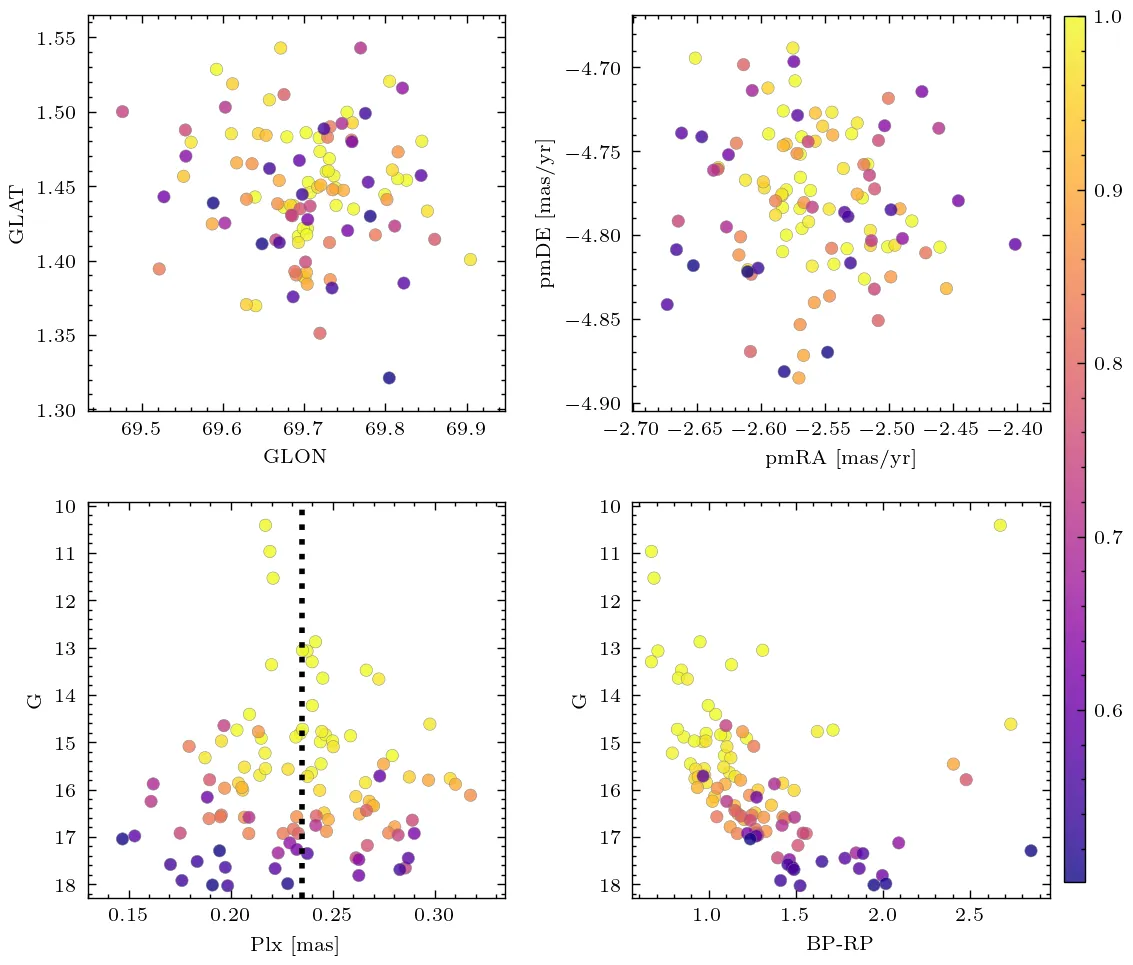 1.55
1.50
1.45
1.40
1.35
1.30
GLAT
69.5 69.6 69.7 69.8 69.9
GLON
−4.70
−4.75
−4.80
−4.85
−4.90
pmDE [mas/yr]
−2.70 −2.65 −2.60 −2.55 −2.50 −2.45 −2.40
pmRA [mas/yr]
1.0
0.9
0.8
0.7
0.6
10
11
12
13
14
15
16
17
18
G
0.15 0.20 0.25 0.30
Plx [mas]
10
11
12
13
14
15
16
17
18
G
1.0 1.5 2.0 2.5
BP-RP